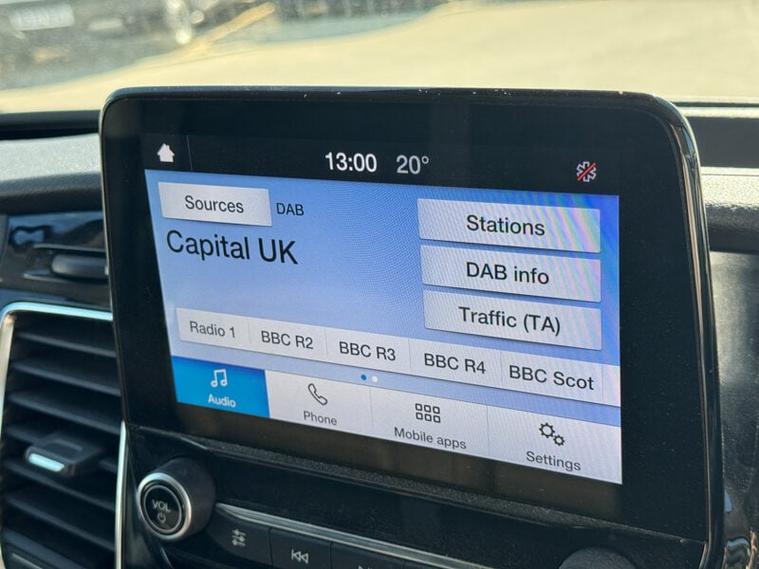 13:00 20°
Sources DAB
Capital UK
Stations
DAB info
Traffic (TA)
Radio 1 BBC R2 BBC R3 BBC R4 BBC Scot
Audio Phone Mobile apps Settings
VOL